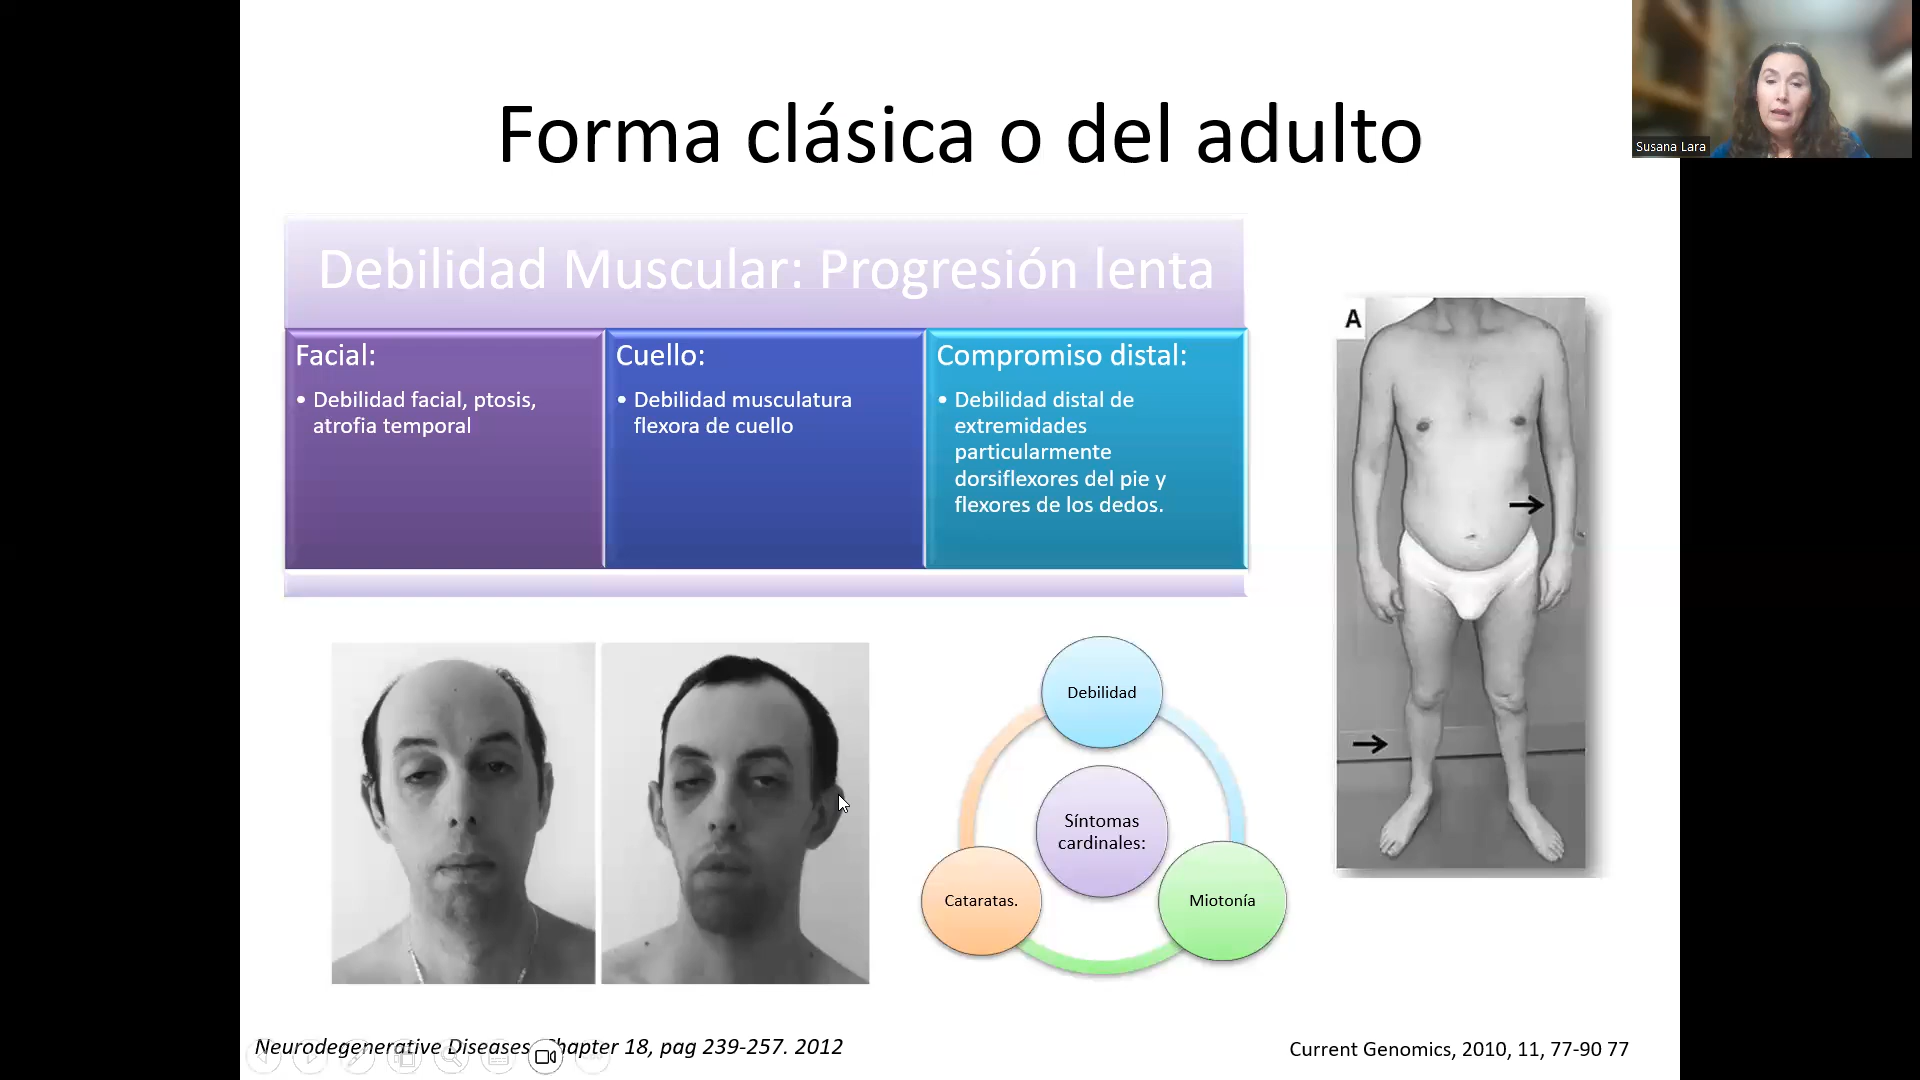 Forma clásica o del adulto
Susana Lara
Debilidad Muscular: Progresión lenta
Facial:
• Debilidad facial, ptosis,
atrofia temporal
Cuello:
• Debilidad musculatura
flexora de cuello
Compromiso distal:
• Debilidad distal de
extremidades
particularmente
dorsiflexores del pie y
flexores de los dedos.
A
Debilidad
Síntomas
cardinales:
Cataratas.
Miotonía
Neurodegenerative Diseases, Chapter 18, pag 239-257. 2012
Current Genomics, 2010, 11, 77-90 77